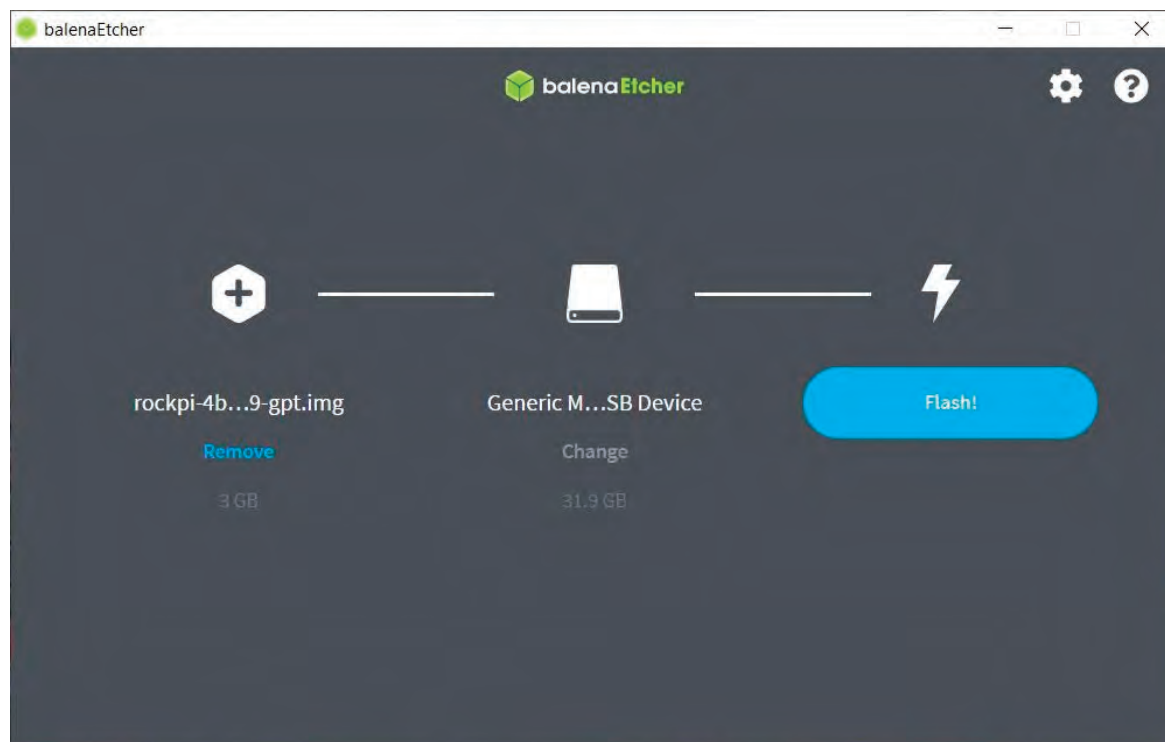 balenaEtcher
balenaEtcher
rockpi-4b...9-gpt.img
Generic M...SB Device
Flash!
Remove
Change
3 GB
31.9 GB